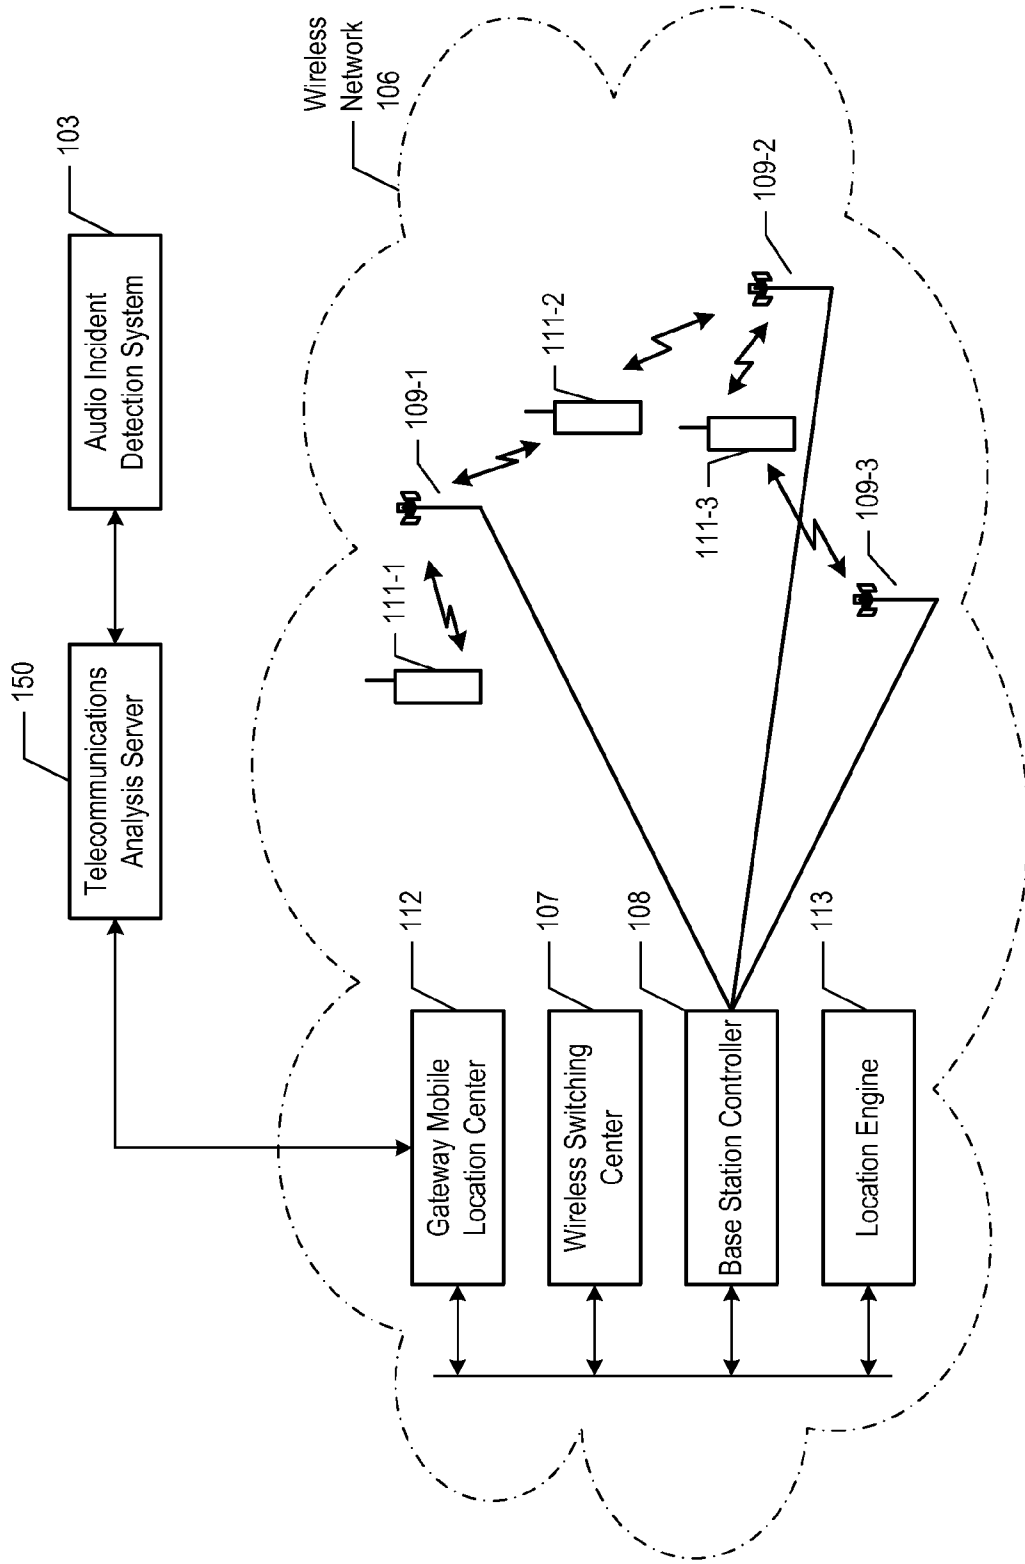 150
Telecommunications
Analysis Server
103
Audio Incident
Detection System
Wireless
Network
106
112
Gateway Mobile
Location Center
107
Wireless Switching
Center
108
Base Station Controller
113
Location Engine
111-1
109-1
111-2
109-2
111-3
109-3